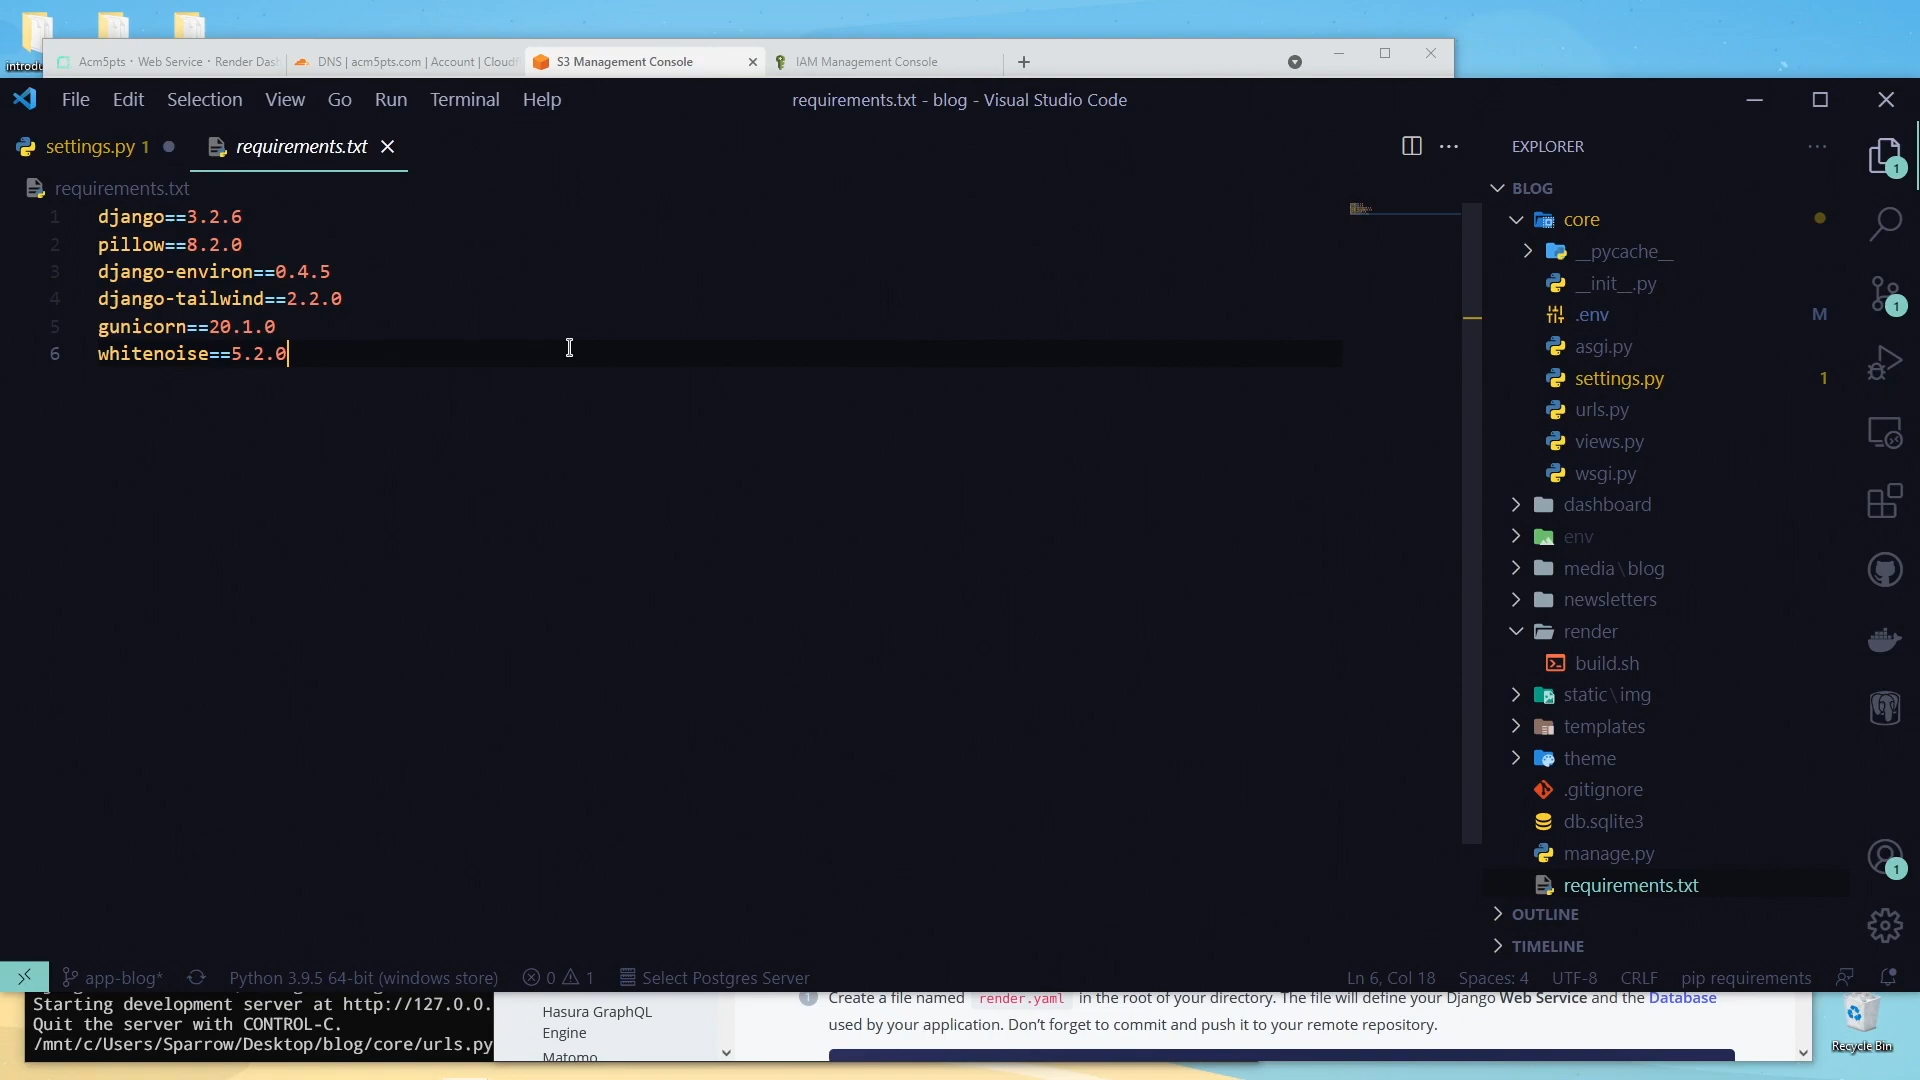 introdu
Acm5pts · Web Service · Render Das
DNS | acm5pts.com | Account | Cloudf
S3 Management Console
IAM Management Console
File Edit Selection View Go Run Terminal Help
requirements.txt - blog - Visual Studio Code
settings.py 1
requirements.txt
EXPLORER
requirements.txt
BLOG
1 django==3.2.6
2 pillow==8.2.0
3 django-environ==0.4.5
4 django-tailwind==2.2.0
5 gunicorn==20.1.0
6 whitenoise==5.2.0
core
__pycache__
__init__.py
.env M
asgi.py
settings.py 1
urls.py
views.py
wsgi.py
dashboard
env
media\blog
newsletters
render
build.sh
static\img
templates
theme
.gitignore
db.sqlite3
manage.py
requirements.txt
OUTLINE
TIMELINE
1
1
1
app-blog* Python 3.9.5 64-bit (windows store) 0 1 Select Postgres Server
Ln 6, Col 18 Spaces: 4 UTF-8 CRLF pip requirements
Starting development server at http://127.0.0.
Quit the server with CONTROL-C.
/mnt/c/Users/Sparrow/Desktop/blog/core/urls.py
Hasura GraphQL
Engine
Matomo
1 Create a file named render.yaml in the root of your directory. The file will define your Django Web Service and the Database
used by your application. Don't forget to commit and push it to your remote repository.
Recycle Bin